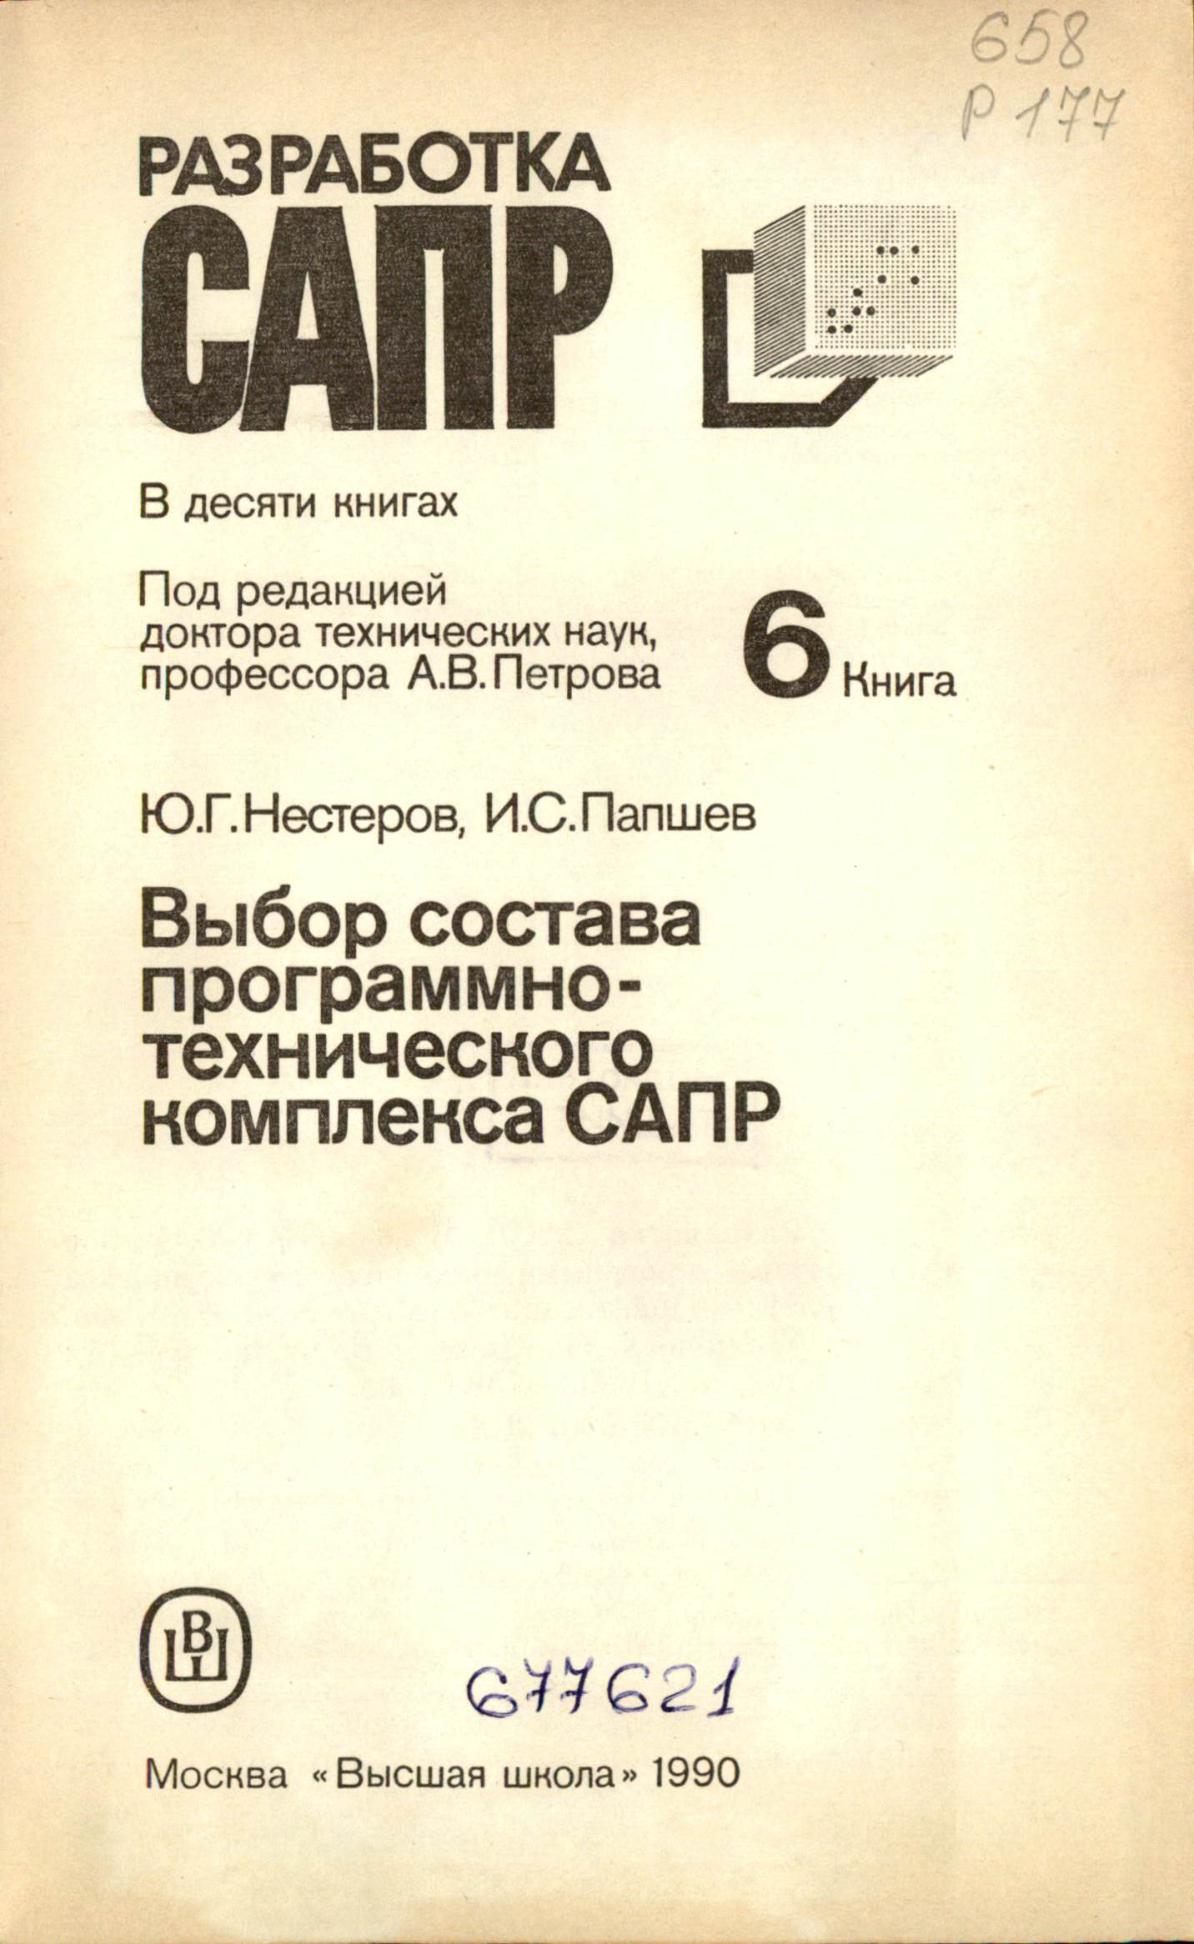 658
Р 177
РАЗРАБОТКА
САПР
В десяти книгах
Под редакцией
доктора технических наук,
профессора А.В.Петрова
6 Книга
Ю.Г.Нестеров, И.С.Папшев
Выбор состава
программно-
технического
комплекса САПР
ВШ
677621
Москва «Высшая школа» 1990